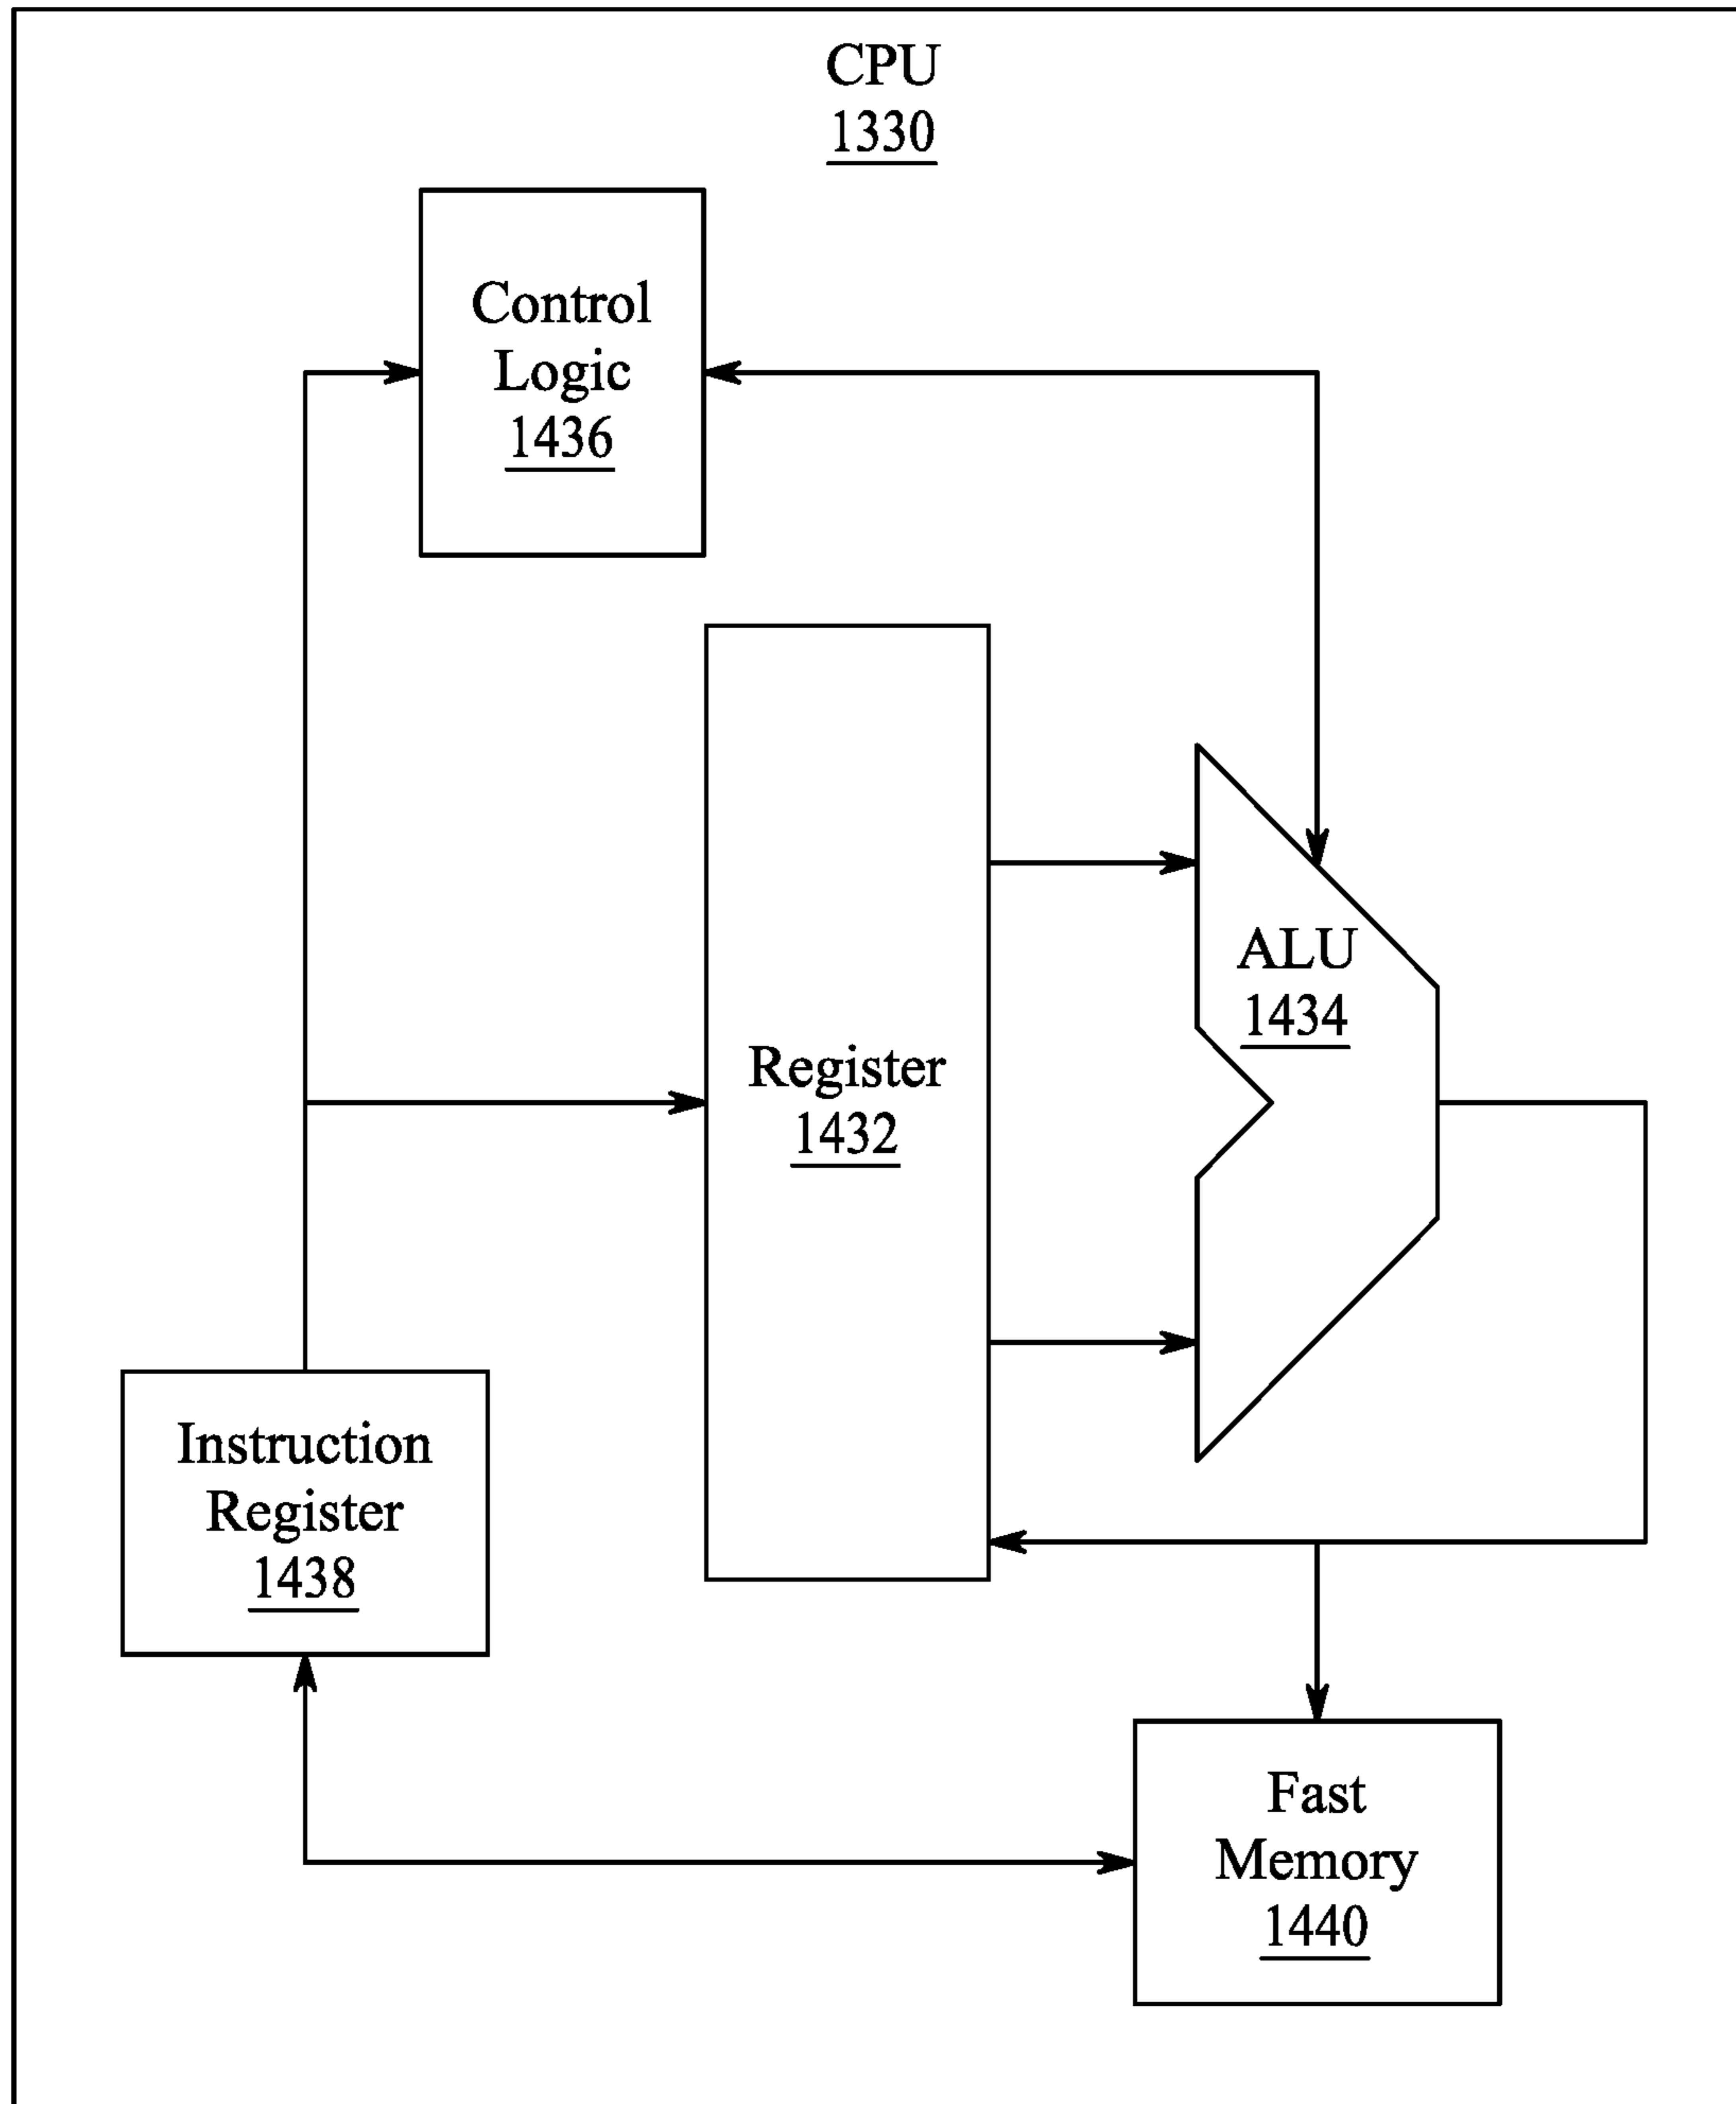 CPU
1330
Control
Logic
1436
ALU
1434
Register
1432
Instruction
Register
1438
Fast
Memory
1440